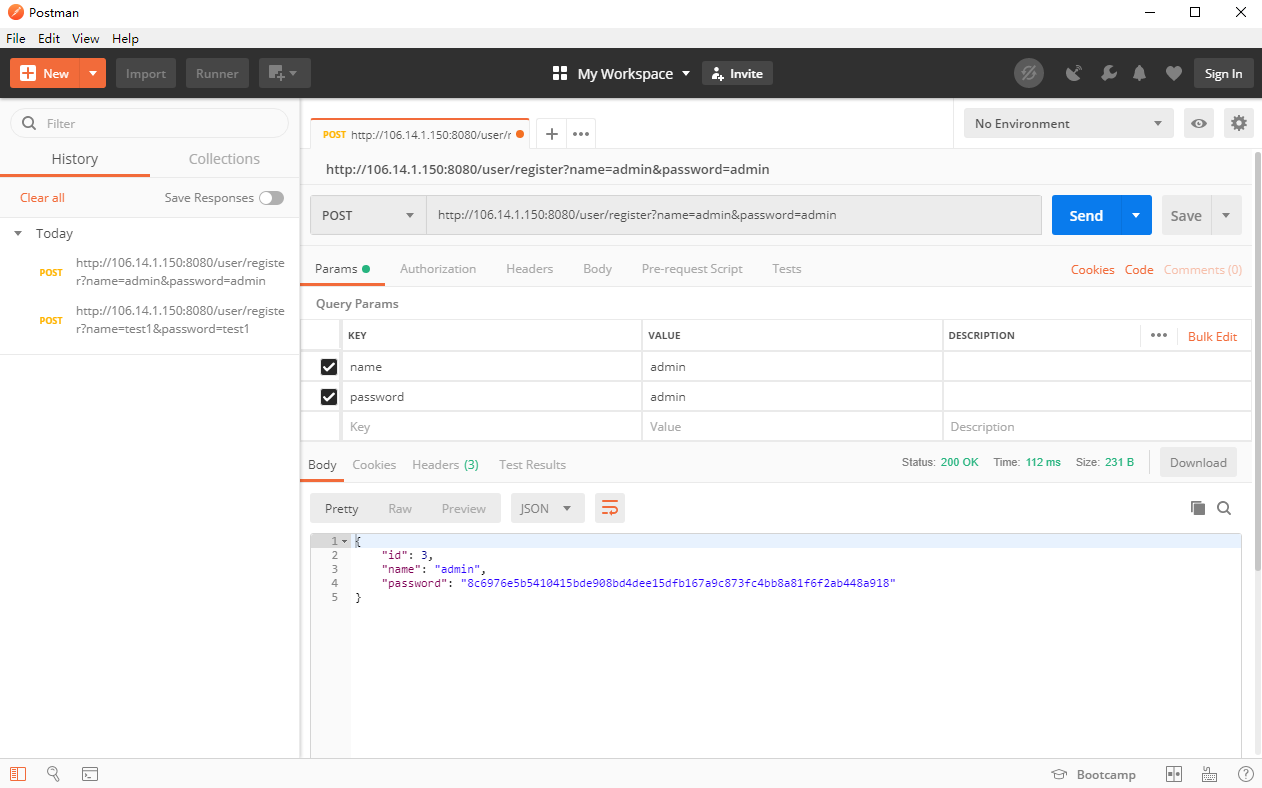 Postman
File Edit View Help
New Import Runner My Workspace Invite Sign In
Filter
History Collections
Clear all Save Responses
Today
POST http://106.14.1.150:8080/user/registe
r?name=admin&password=admin
POST http://106.14.1.150:8080/user/registe
r?name=test1&password=test1
POST http://106.14.1.150:8080/user/r
No Environment
http://106.14.1.150:8080/user/register?name=admin&password=admin
POST http://106.14.1.150:8080/user/register?name=admin&password=admin Send Save
Params Authorization Headers Body Pre-request Script Tests Cookies Code Comments (0)
Query Params
KEY VALUE DESCRIPTION Bulk Edit
name admin
password admin
Key Value Description
Body Cookies Headers (3) Test Results Status: 200 OK Time: 112 ms Size: 231 B Download
Pretty Raw Preview JSON
1 {
2 "id": 3,
3 "name": "admin",
4 "password": "8c6976e5b5410415bde908bd4dee15dfb167a9c873fc4bb8a81f6f2ab448a918"
5 }
Bootcamp